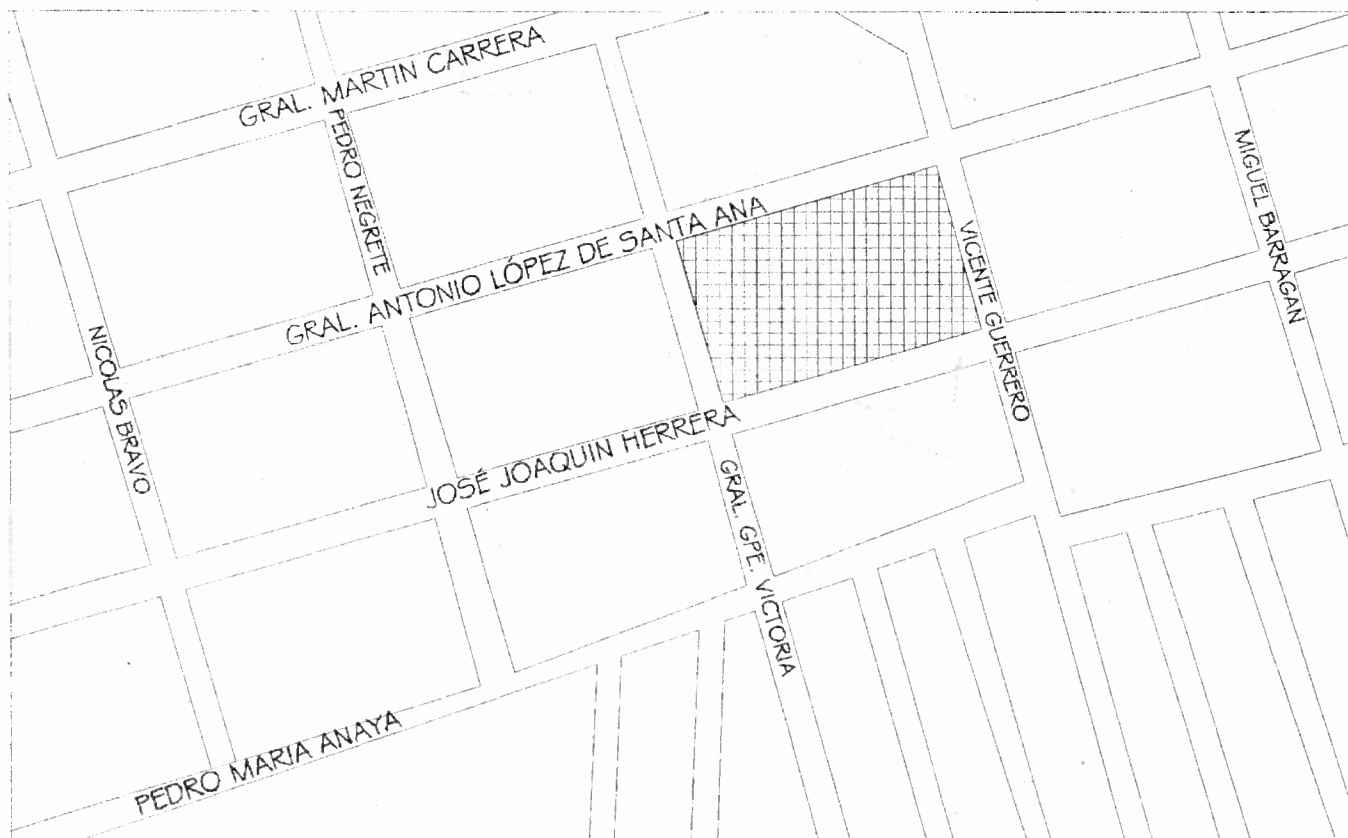 GRAL. MARTIN CARRERA
PEDRO NEGRETE
MIGUEL BARRAGAN
GRAL. ANTONIO LÓPEZ DE SANTA ANA
VICENTE GUERRERO
NICOLAS BRAVO
JOSÉ JOAQUIN HERRERA
GRAL. GPE. VICTORIA
PEDRO MARIA ANAYA